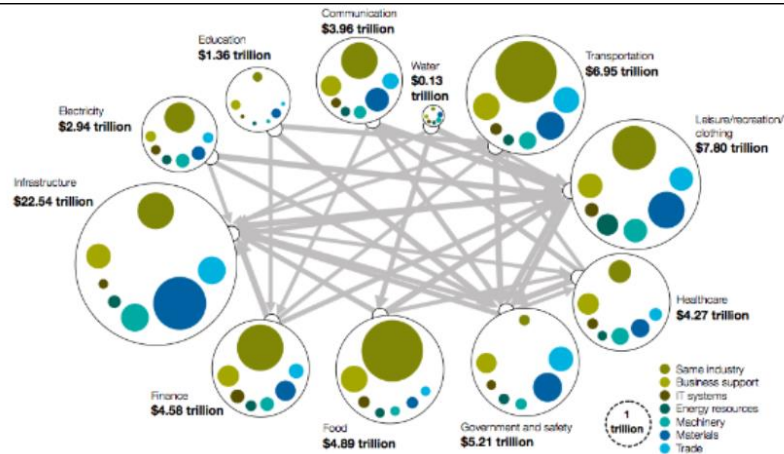 Communication
$3.96 trillion
Education
$1.36 trillion
Water
$0.13
trillion
Transportation
$6.95 trillion
Electricity
$2.94 trillion
Leisure/recreation/
clothing
$7.80 trillion
Infrastructure
$22.54 trillion
Healthcare
$4.27 trillion
Finance
$4.58 trillion
Food
$4.89 trillion
Government and safety
$5.21 trillion
1
trillion
Same industry
Business support
IT systems
Energy resources
Machinery
Materials
Trade